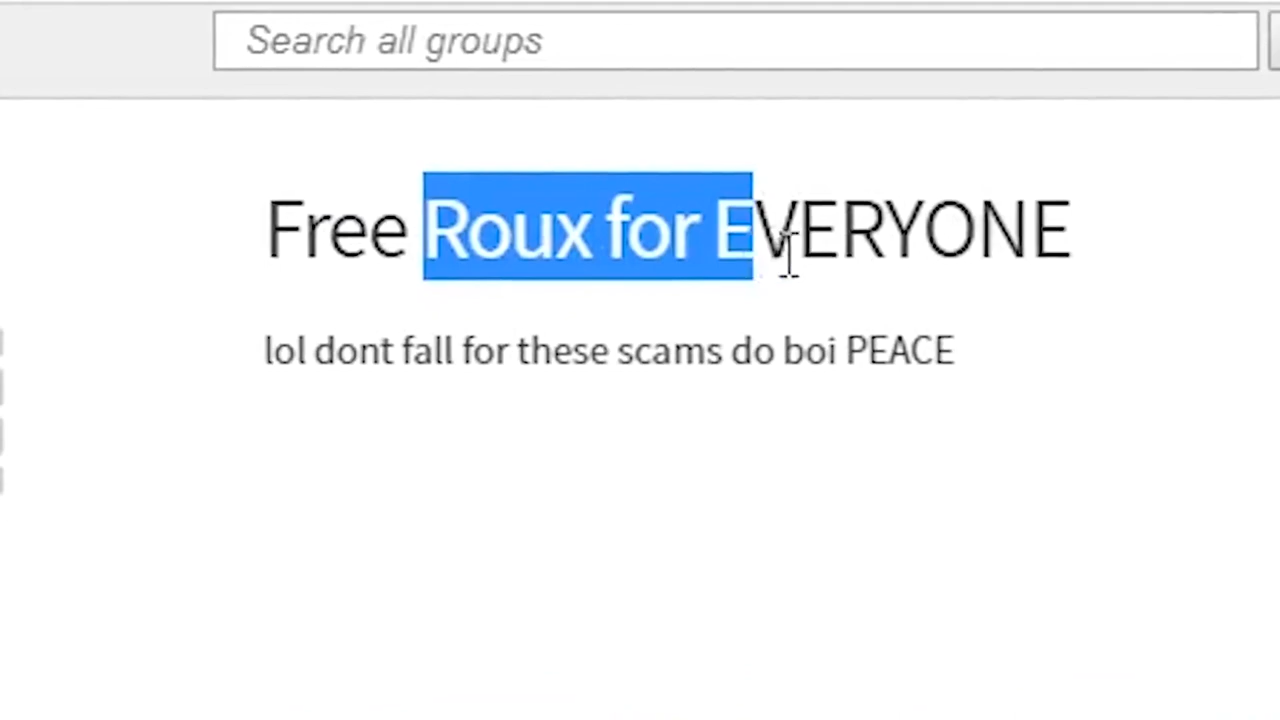 Search all groups
Free Roux for EVERYONE
lol dont fall for these scams do boi PEACE